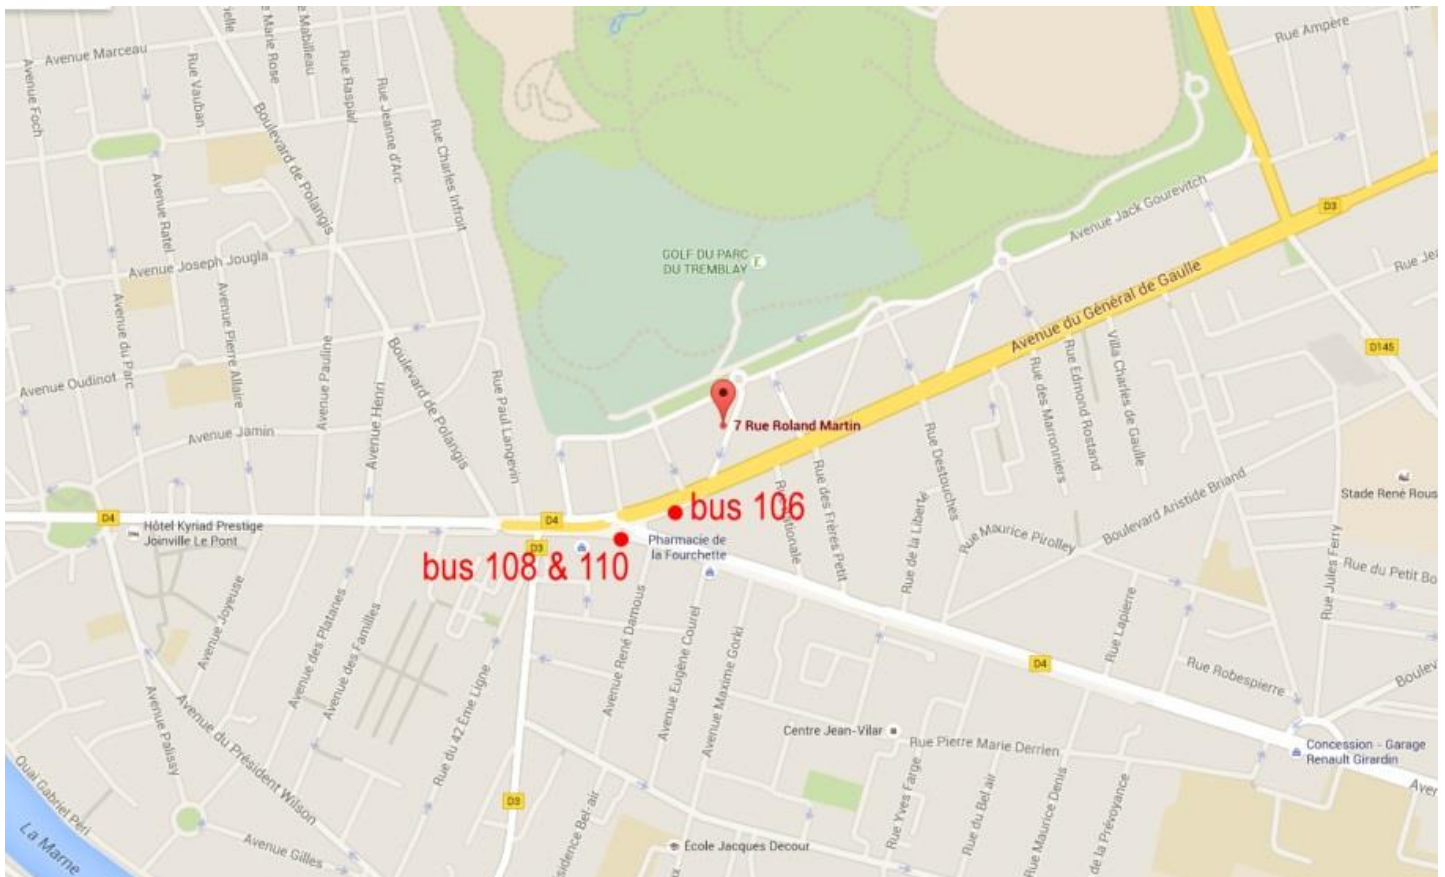 Avenue Marceau
Avenue Foch
Rue Vauban
elle
e Marie Rose
e Mabilleau
Rue Raspail
Rue Jeanne d'Arc
Rue Charles Infroit
Boulevard de Polangis
Rue Ampère
Avenue Ratel
Avenue Joseph Jougla
Avenue du Parc
Avenue Pierre Allaire
Avenue Pauline
Avenue Henri
Avenue Oudinot
Avenue Jamin
Boulevard de Polangis
Rue Paul Langevin
GOLF DU PARC
DU TREMBLAY
Avenue Jack Gourevitch
D3
Avenue du Général de Gaulle
Rue Jea
D145
7 Rue Roland Martin
Rue des Frères Petit
Rue Destouches
Rue des Marronniers
Rue Edmond Rostand
Villa Charles de Gaulle
Stade René Rous
Boulevard Aristide Briand
Rue de la Liberté
Rue Maurice Pirolley
Rue Jules Ferry
Rue du Petit Bo
D4
Hôtel Kyriad Prestige
Joinville Le Pont
D4
D3
bus 106
bus 108 & 110
Pharmacie de
la Fourchette
Avenue Joyeuse
Avenue des Platanes
Avenue des Familles
Avenue René Damous
Avenue Eugène Courel
Avenue Maxime Gorki
Rue Lapierre
D4
Rue Robespierre
Boulev
Avenue Palissy
Avenue du Président Wilson
Rue du 42 Ème Ligne
Centre Jean-Vilar
Rue Pierre Marie Derrien
Concession - Garage
Renault Girardin
Aver
Quai Gabriel Péri
La Marne
Avenue Gilles
D3
sidence Bel-air
École Jacques Decour
Rue Yves Farge
Rue du Bel air
Rue Maurice Denis
de la Prévoyance